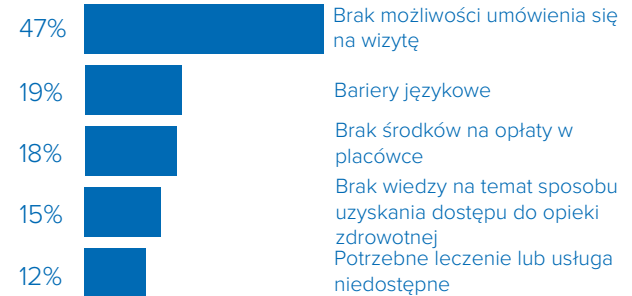 47%
Brak możliwości umówienia się
na wizytę
19%
Bariery językowe
18%
Brak środków na opłaty w
placówce
15%
Brak wiedzy na temat sposobu
uzyskania dostępu do opieki
zdrowotnej
12%
Potrzebne leczenie lub usługa
niedostępne